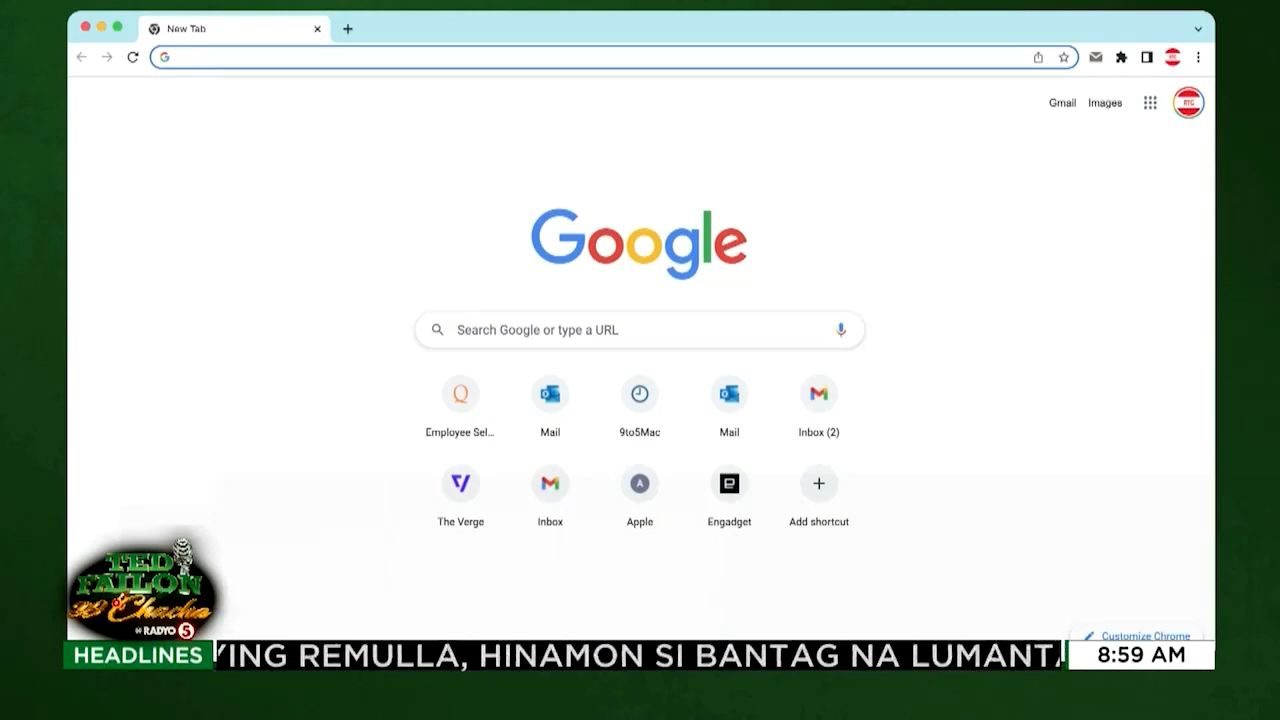 New Tab
Gmail Images
RTG
Google
Search Google or type a URL
Employee Sel... Mail 9to5Mac Mail Inbox (2)
The Verge Inbox Apple Engadget Add shortcut
Customize Chrome
TED
FAILON
Chacha
RADYO 5
HEADLINES YING REMULLA, HINAMON SI BANTAG NA LUMANTA 8:59 AM